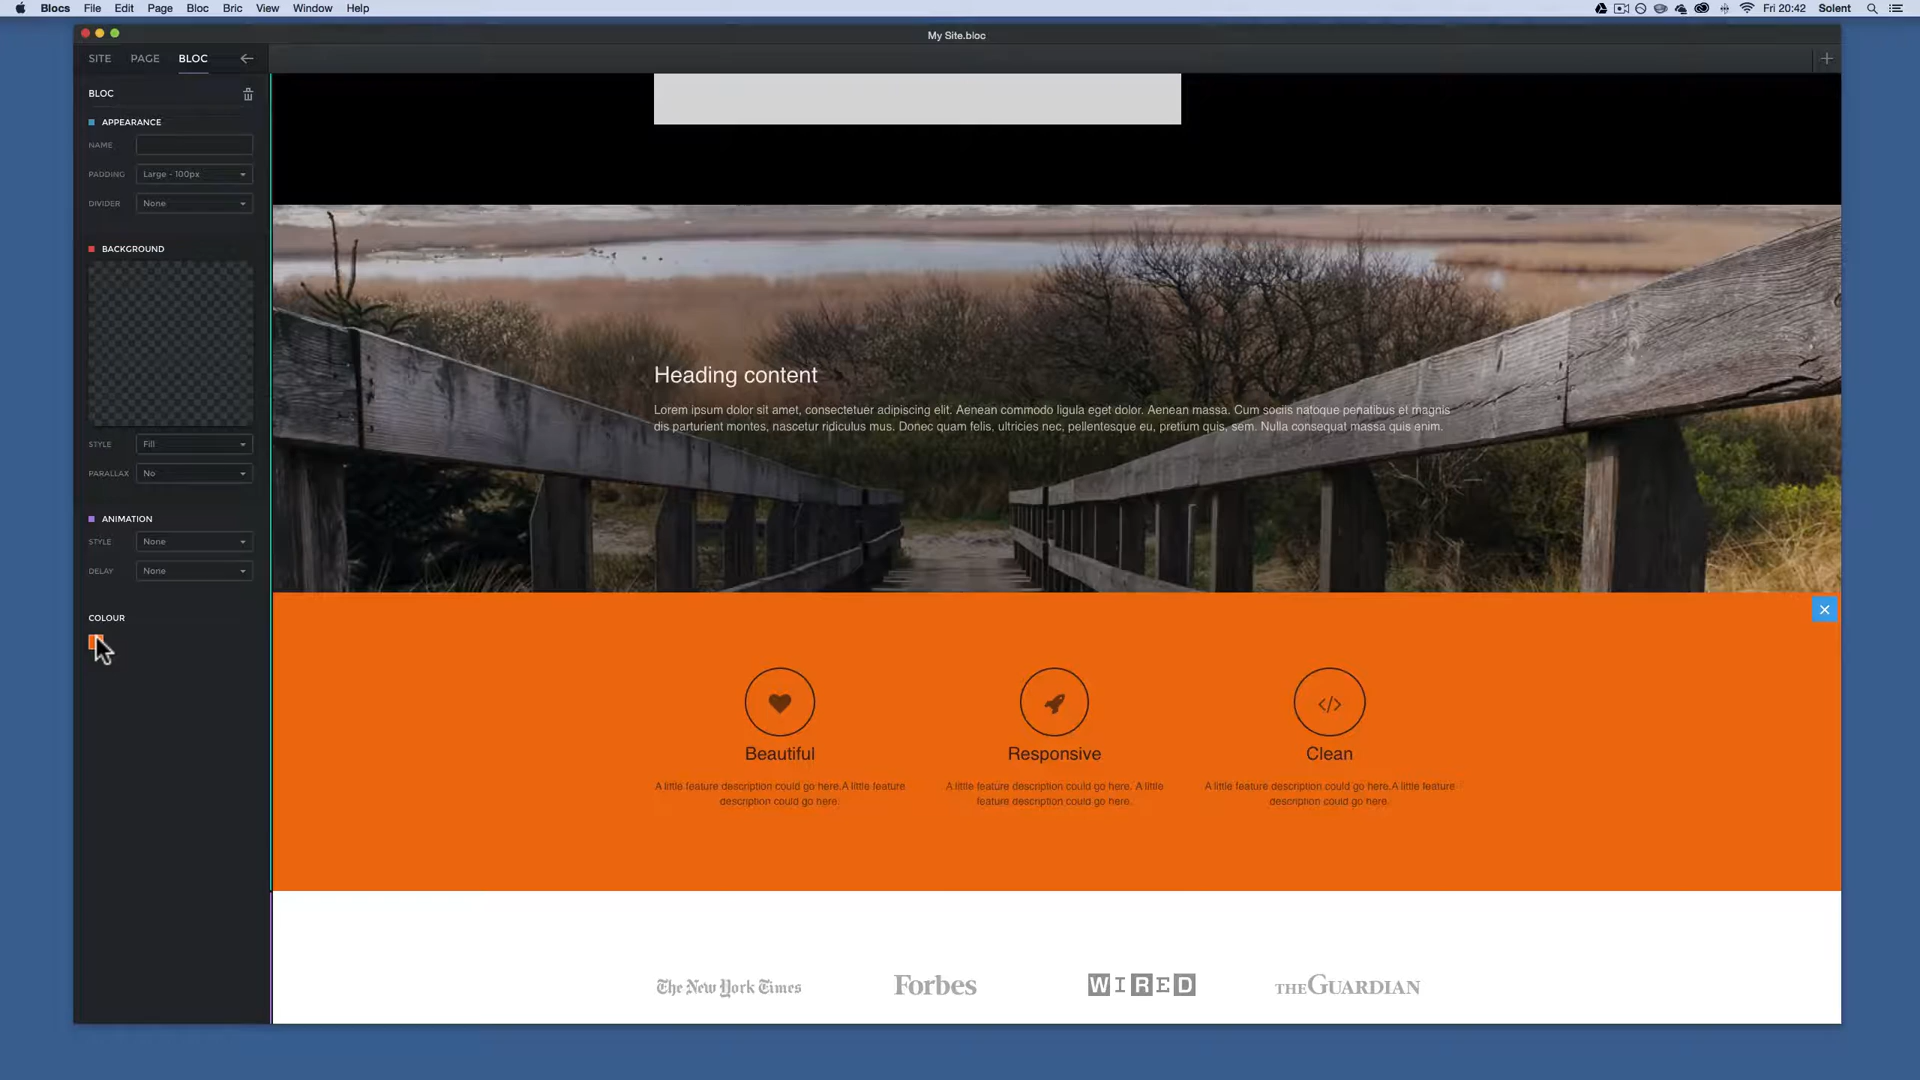 Blocs File Edit Page Bloc Bric View Window Help Fri 20:42 Solent
My Site.bloc
SITE PAGE BLOC
BLOC
APPEARANCE
NAME
PADDING Large - 100px
DIVIDER None
BACKGROUND
STYLE Fill
PARALLAX No
ANIMATION
STYLE None
DELAY None
COLOUR
Heading content
Lorem ipsum dolor sit amet, consectetuer adipiscing elit. Aenean commodo ligula eget dolor. Aenean massa. Cum sociis natoque penatibus et magnis
dis parturient montes, nascetur ridiculus mus. Donec quam felis, ultricies nec, pellentesque eu, pretium quis, sem. Nulla consequat massa quis enim.
Beautiful Responsive Clean
A little feature description could go here.A little feature A little feature description could go here. A little A little feature description could go here.A little feature
description could go here. feature description could go here. description could go here.
The New York Times Forbes WIRED THE GUARDIAN